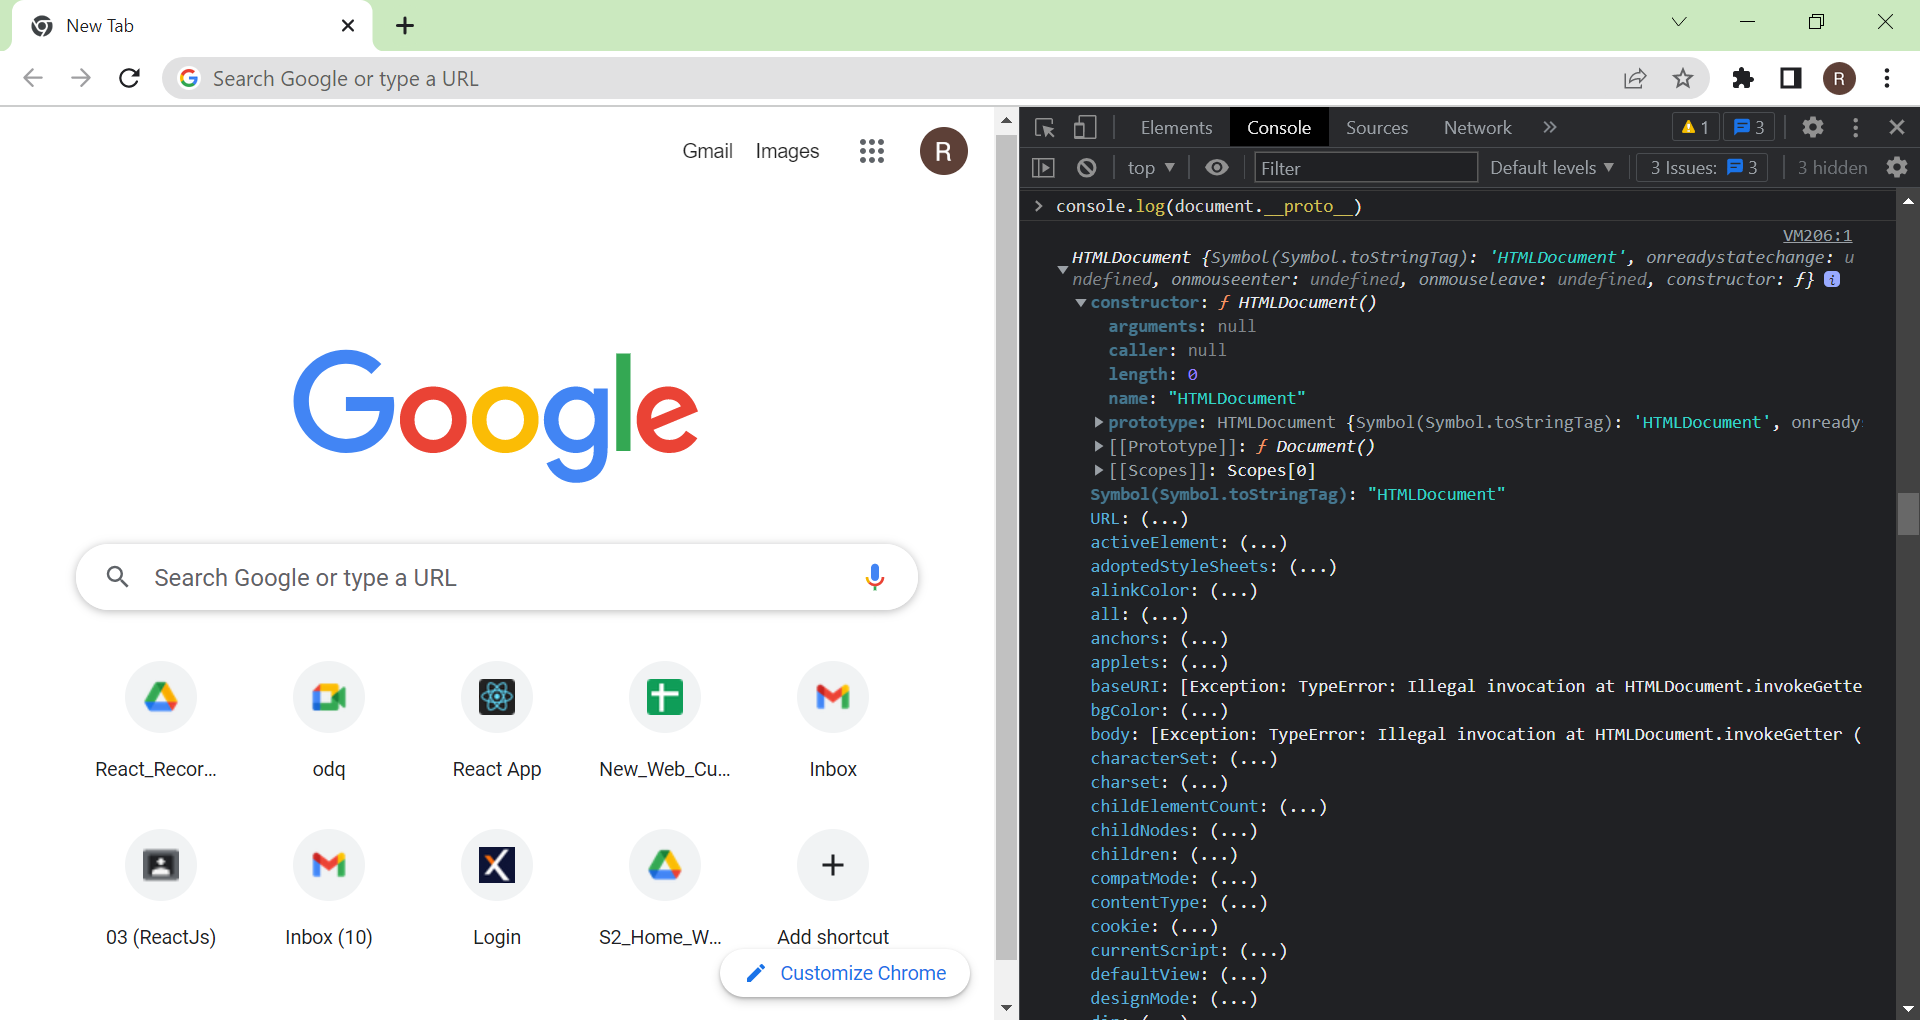 New Tab
Search Google or type a URL
R
Gmail Images
R
Google
Search Google or type a URL
React_Recor...
odq
React App
New_Web_Cu...
Inbox
03 (ReactJs)
Inbox (10)
Login
S2_Home_W...
Add shortcut
Customize Chrome
Elements Console Sources Network » 1 3
top ▼ Filter Default levels ▼ 3 Issues: 3 3 hidden
> console.log(document.__proto__)
VM206:1
HTMLDocument {Symbol(Symbol.toStringTag): 'HTMLDocument', onreadystatechange: u
ndefined, onmouseenter: undefined, onmouseleave: undefined, constructor: ƒ} i
▼constructor: ƒ HTMLDocument()
arguments: null
caller: null
length: 0
name: "HTMLDocument"
▶prototype: HTMLDocument {Symbol(Symbol.toStringTag): 'HTMLDocument', onready
▶[[Prototype]]: ƒ Document()
▶[[Scopes]]: Scopes[0]
Symbol(Symbol.toStringTag): "HTMLDocument"
URL: (...)
activeElement: (...)
adoptedStyleSheets: (...)
alinkColor: (...)
all: (...)
anchors: (...)
applets: (...)
baseURI: [Exception: TypeError: Illegal invocation at HTMLDocument.invokeGette
bgColor: (...)
body: [Exception: TypeError: Illegal invocation at HTMLDocument.invokeGetter (
characterSet: (...)
charset: (...)
childElementCount: (...)
childNodes: (...)
children: (...)
compatMode: (...)
contentType: (...)
cookie: (...)
currentScript: (...)
defaultView: (...)
designMode: (...)